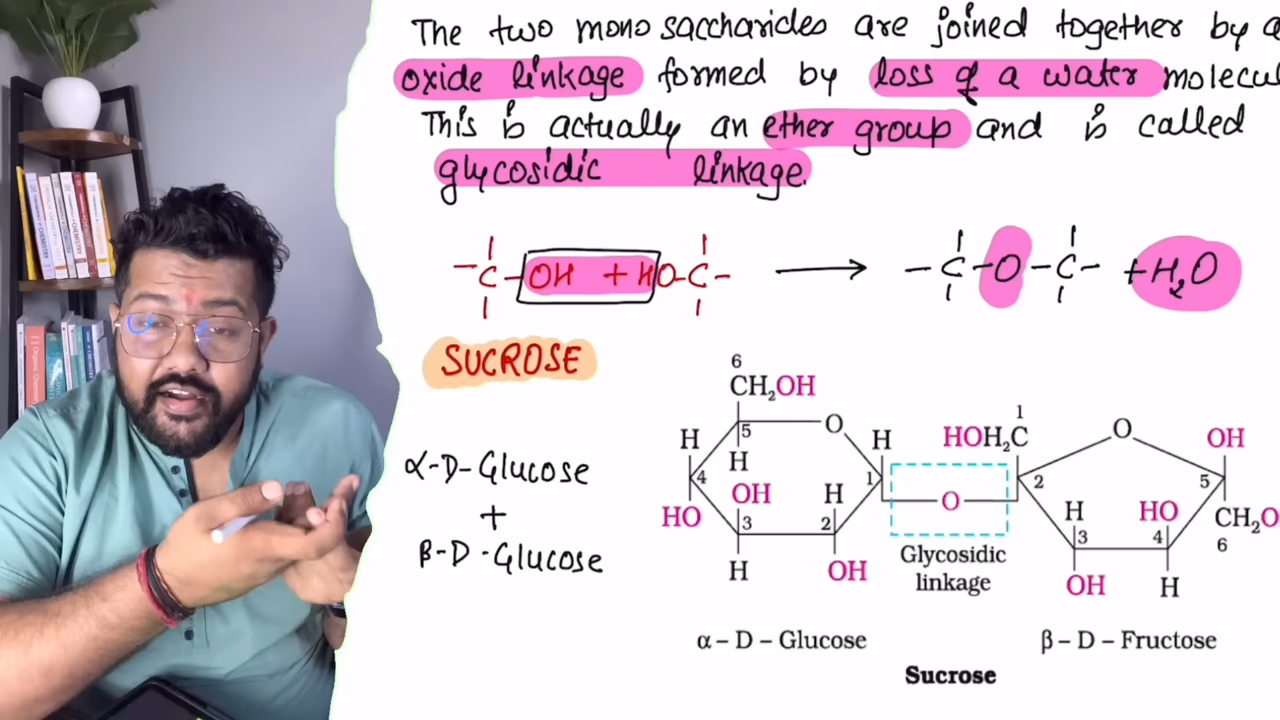 The two monosaccharides are joined together by a
oxide linkage formed by loss of a water molecul
This is actually an ether group and is called
glycosidic linkage.
-C-OH + HO-C- → -C-O-C- + H₂O
SUCROSE
α-D-Glucose
+
β-D-Glucose
6
CH₂OH
5
O
H
H
H
4
1
OH
H
HO
3
2
H
OH
O
Glycosidic
linkage
1
HOH₂C
O
OH
2
5
H
HO
CH₂O
3
4
6
OH
H
α – D – Glucose
β – D – Fructose
Sucrose
CHEMISTRY